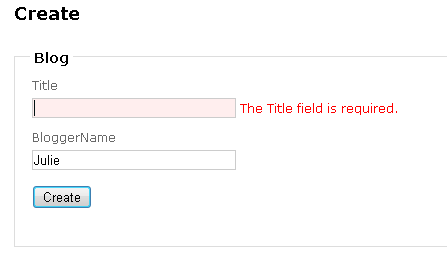 Create
Blog
Title
The Title field is required.
BloggerName
Julie
Create